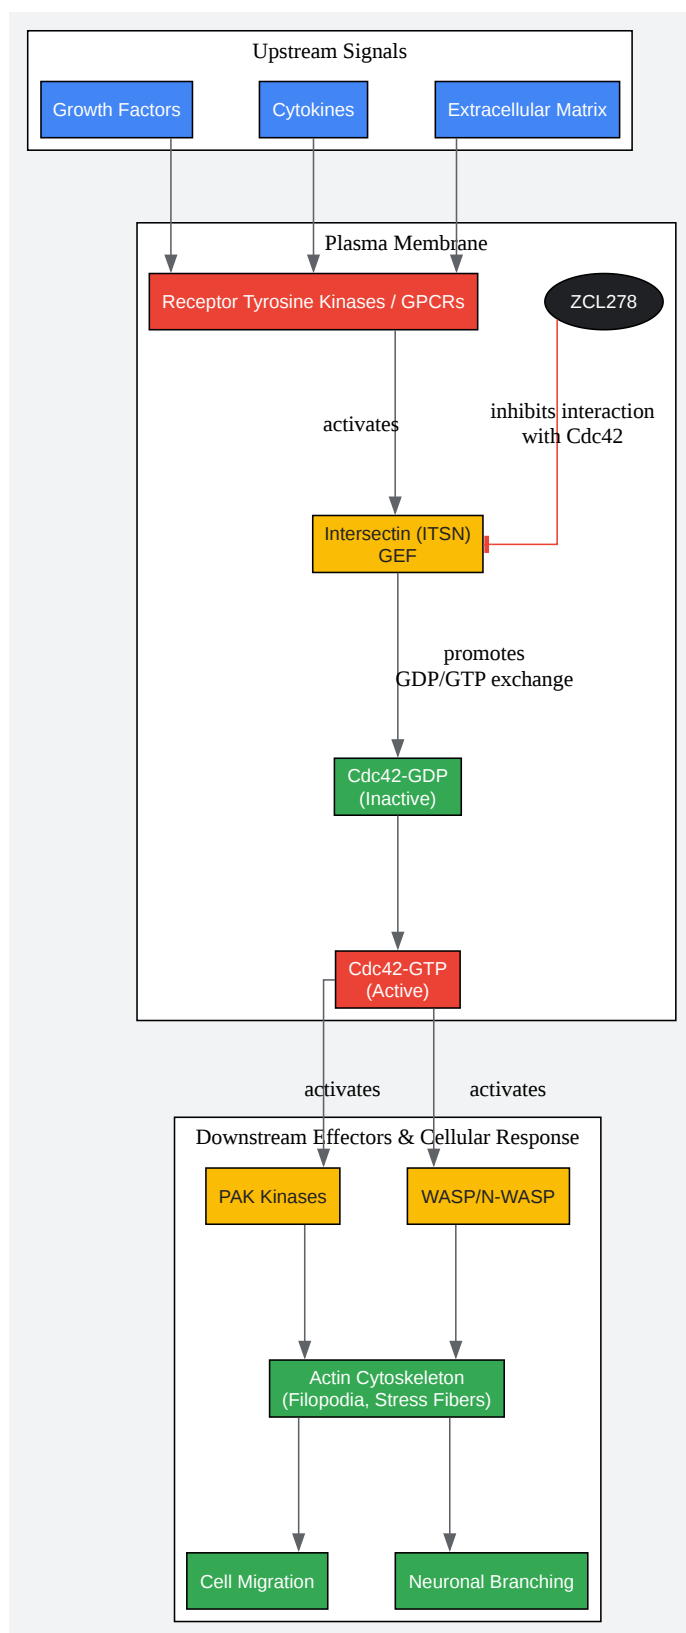 Upstream Signals
Growth Factors
Cytokines
Extracellular Matrix
Plasma Membrane
Receptor Tyrosine Kinases / GPCRs
ZCL278
activates
inhibits interaction
with Cdc42
Intersectin (ITSN)
GEF
promotes
GDP/GTP exchange
Cdc42-GDP
(Inactive)
Cdc42-GTP
(Active)
activates
activates
Downstream Effectors & Cellular Response
PAK Kinases
WASP/N-WASP
Actin Cytoskeleton
(Filopodia, Stress Fibers)
Cell Migration
Neuronal Branching